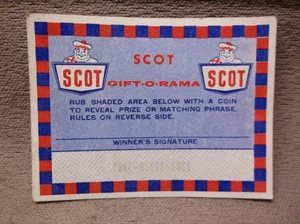 SCOT
SCOT
SCOT
GIFT-O-RAMA
RUB SHADED AREA BELOW WITH A COIN
TO REVEAL PRIZE OR MATCHING PHRASE.
RULES ON REVERSE SIDE.
WINNER'S SIGNATURE